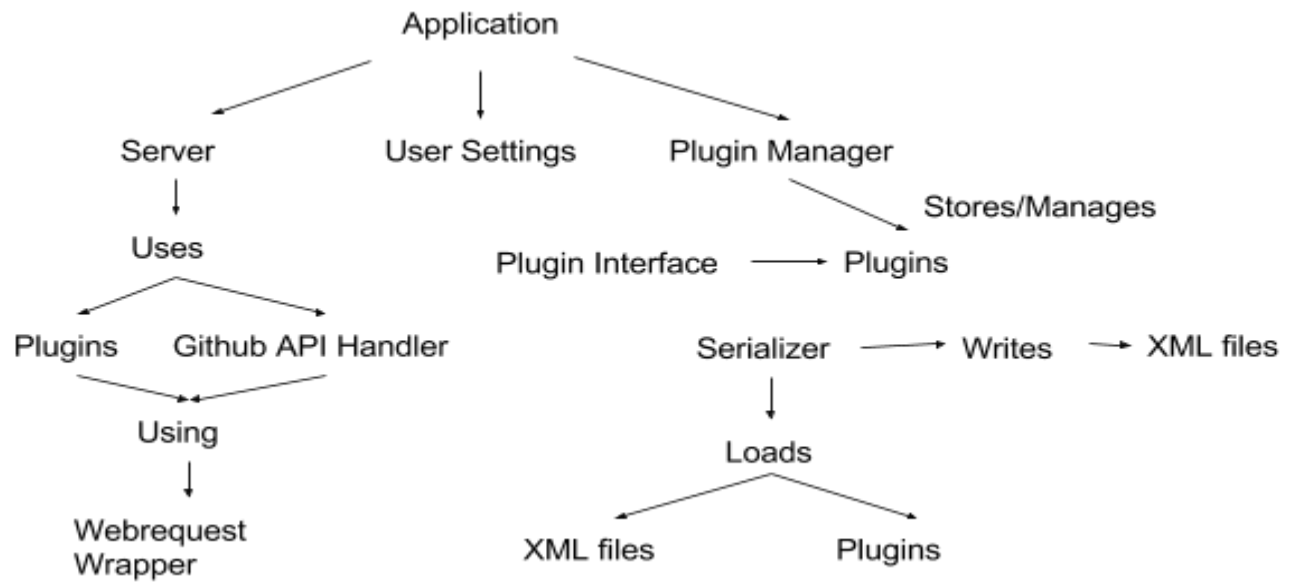 Application
Server
User Settings
Plugin Manager
Stores/Manages
Uses
Plugin Interface
Plugins
Plugins
Github API Handler
Serializer
Writes
XML files
Using
Loads
Webrequest
Wrapper
XML files
Plugins